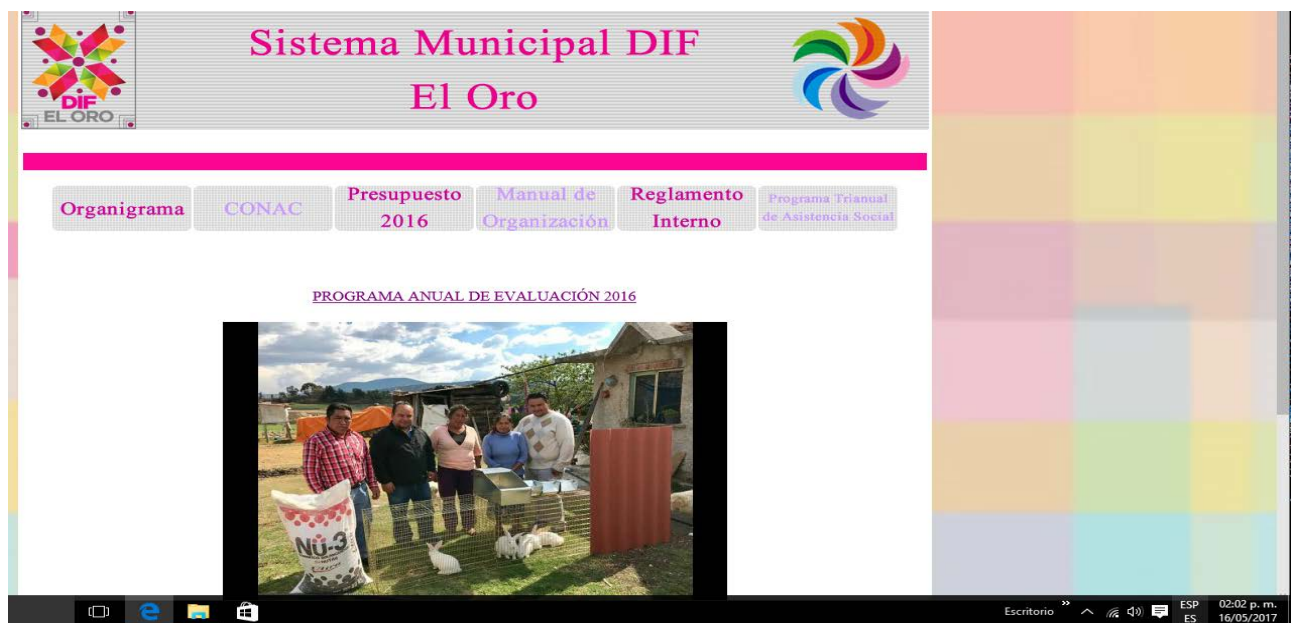 Sistema Municipal DIF
El Oro
DIF
EL ORO
Organigrama
CONAC
Presupuesto
2016
Manual de
Organización
Reglamento
Interno
Programa Trianual
de Asistencia Social
PROGRAMA ANUAL DE EVALUACIÓN 2016
NÜ-3
Escritorio
ESP
ES
02:02 p. m.
16/05/2017